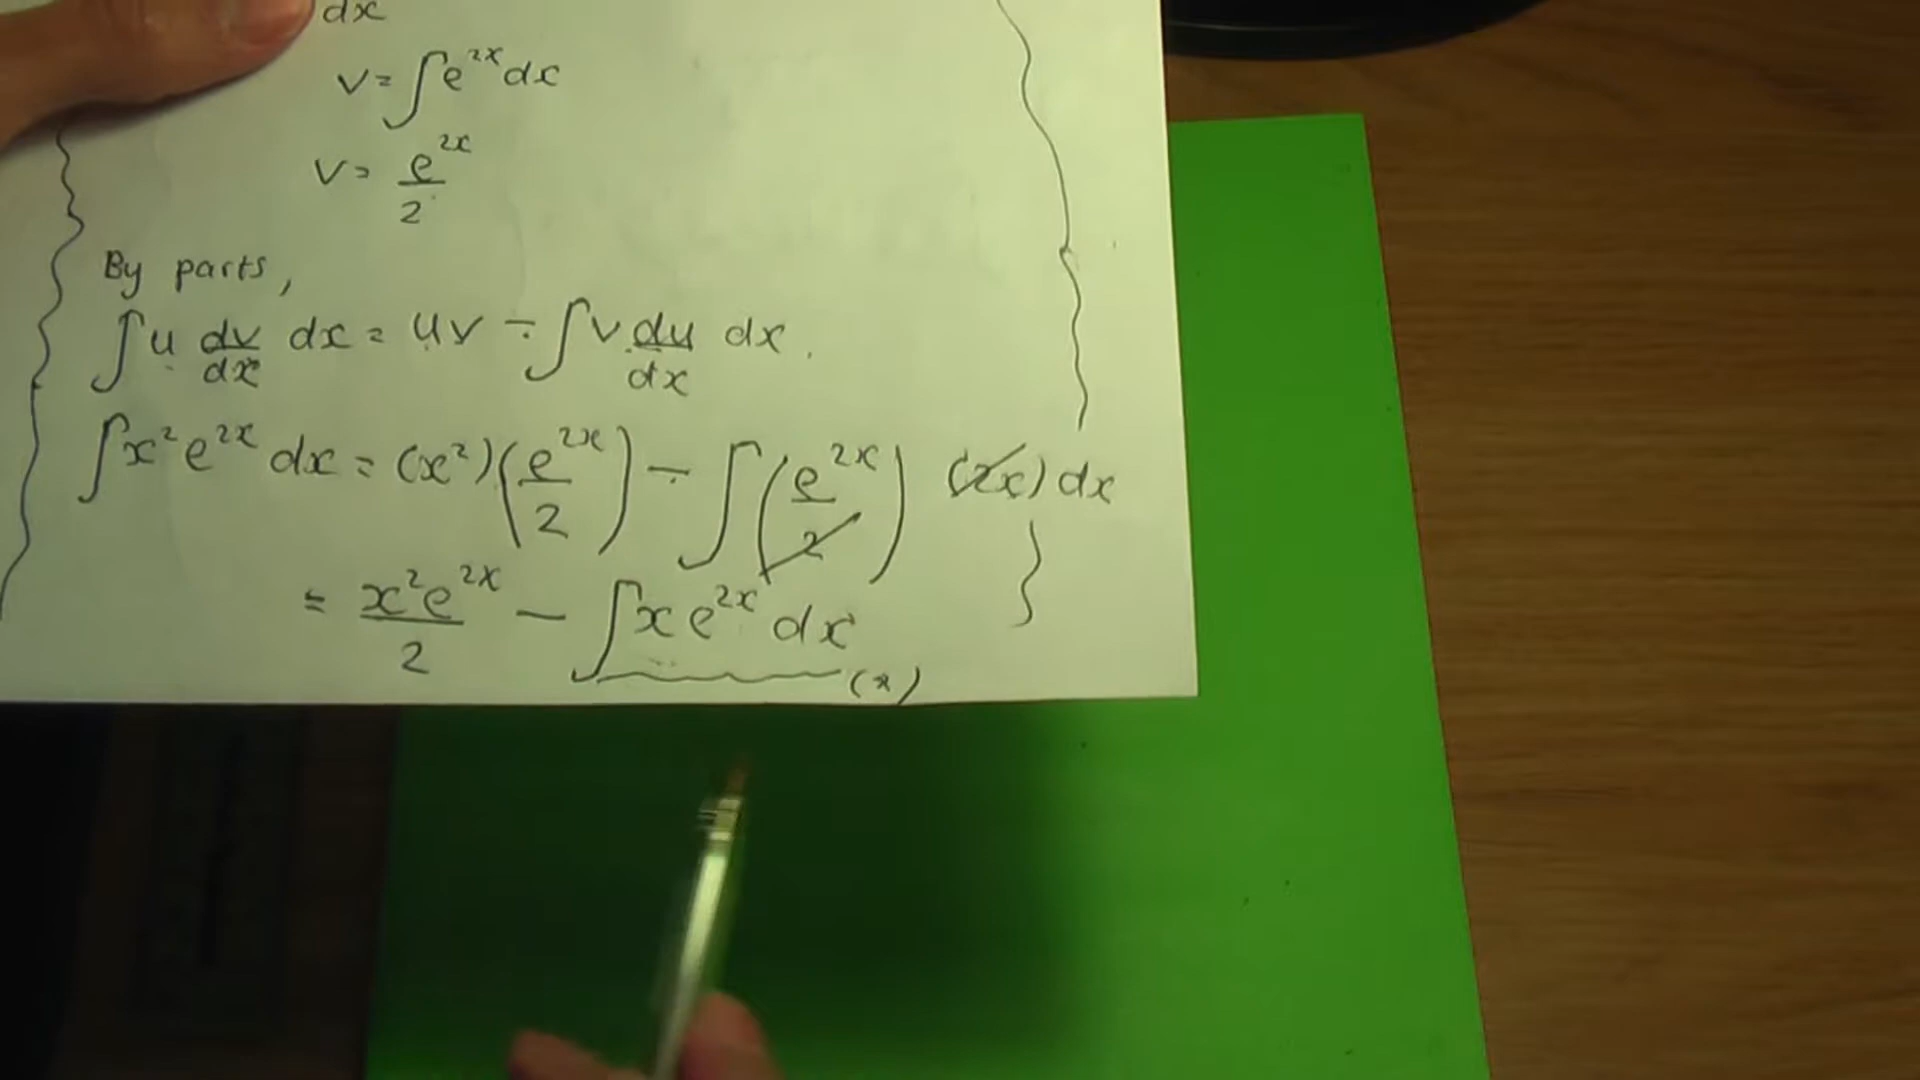 dx
v = ∫e^{2x} dx
v = e^{2x}/2
By parts,
∫u dv/dx dx = uv - ∫v du/dx dx.
∫x² e^{2x} dx = (x²)(e^{2x}/2) - ∫(e^{2x}/2) (2x) dx
= x²e^{2x}/2 - ∫xe^{2x} dx
(*)